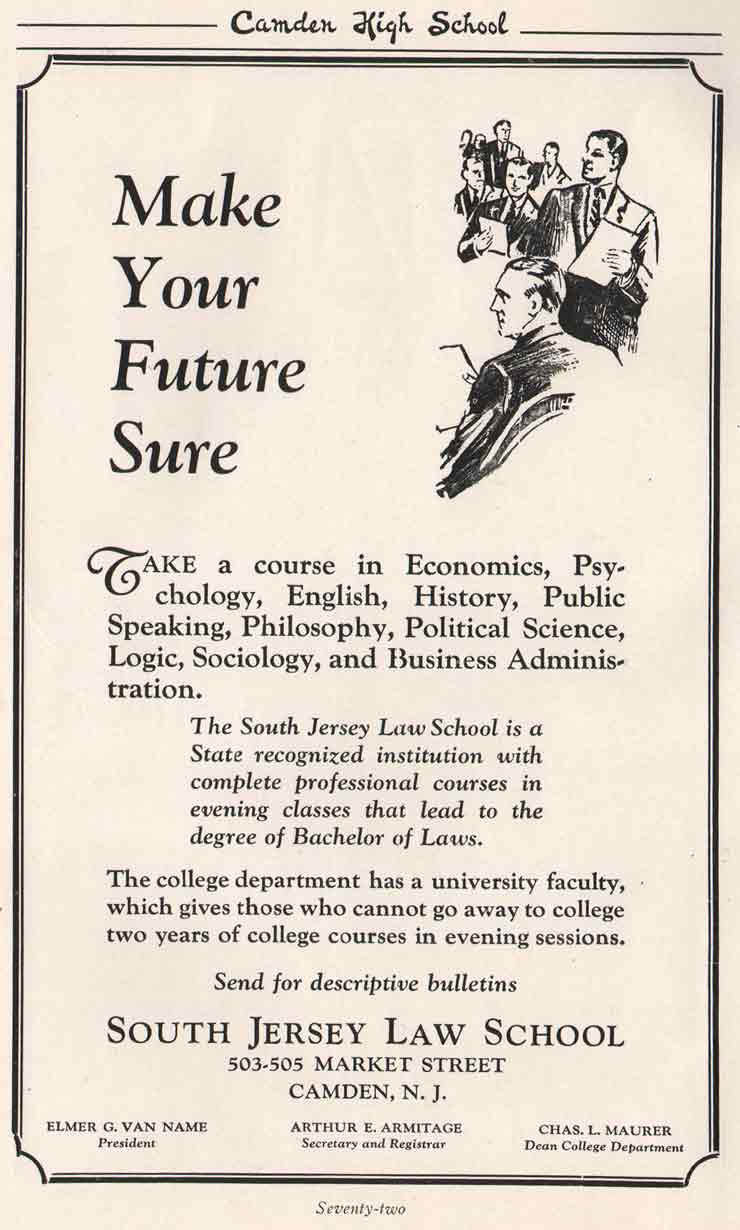 Camden High School
Make
Your
Future
Sure
TAKE a course in Economics, Psy-
chology, English, History, Public
Speaking, Philosophy, Political Science,
Logic, Sociology, and Business Adminis-
tration.
The South Jersey Law School is a
State recognized institution with
complete professional courses in
evening classes that lead to the
degree of Bachelor of Laws.
The college department has a university faculty,
which gives those who cannot go away to college
two years of college courses in evening sessions.
Send for descriptive bulletins
SOUTH JERSEY LAW SCHOOL
503-505 MARKET STREET
CAMDEN, N. J.
ELMER G. VAN NAME
President
ARTHUR E. ARMITAGE
Secretary and Registrar
CHAS. L. MAURER
Dean College Department
Seventy-two